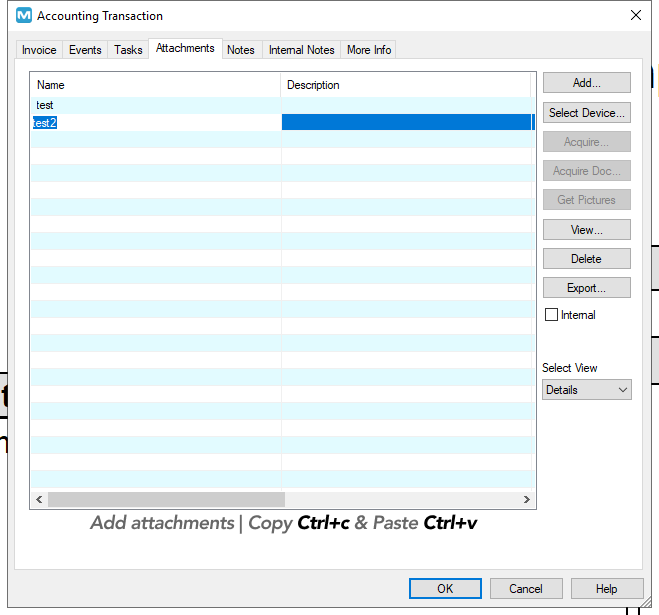 M Accounting Transaction
Invoice Events Tasks Attachments Notes Internal Notes More Info
Name Description
test
test2
Add...
Select Device...
Acquire...
Acquire Doc...
Get Pictures
View...
Delete
Export...
Internal
Select View
Details
Add attachments | Copy Ctrl+c & Paste Ctrl+v
OK Cancel Help